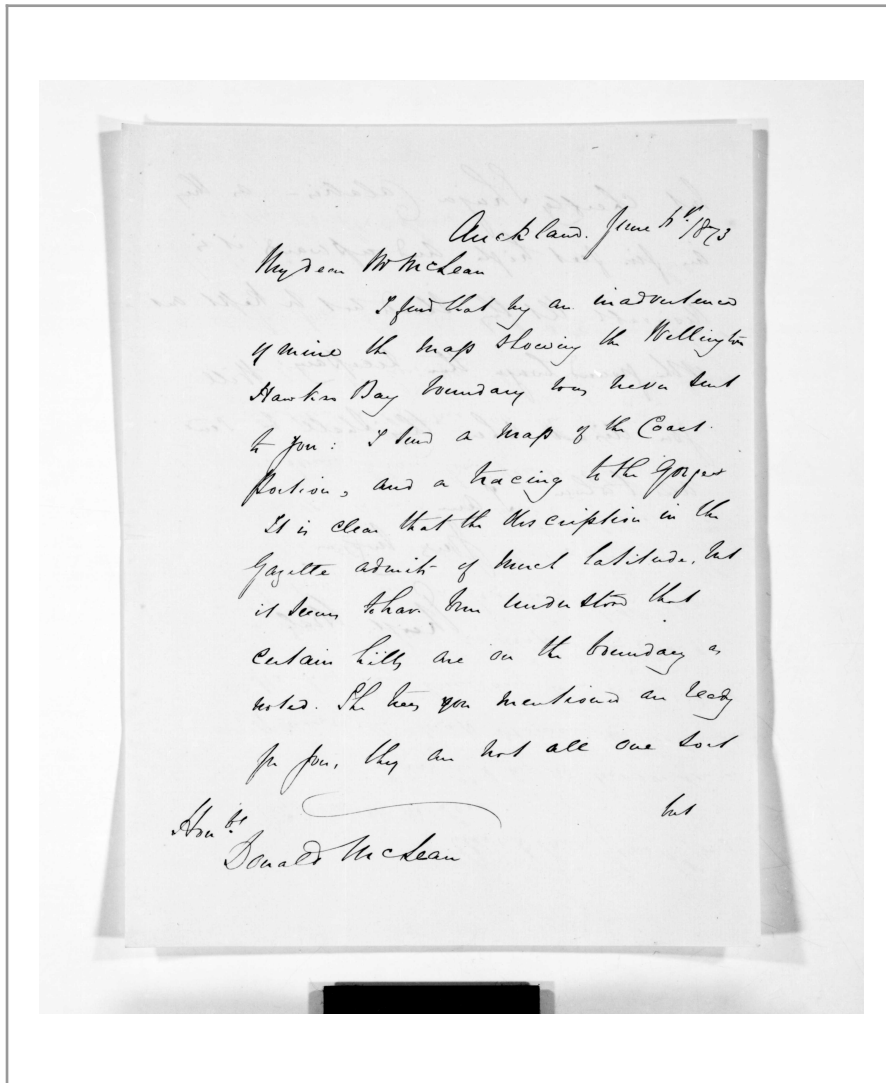 Auckland. June 1873
My dear Mr McLean
I find that by an inadvertence
of mine the map showing the Wellington
Hawkes Bay boundary was never sent
to you: I send a map of the Coast
portion, and a tracing to the Gorge
It is clear that the description in the
Gazette admits of much latitude, but
it seems to have been understood that
certain hills are on the boundary as
noted. The trees you mentioned are ready
for you, they are not all one sort
but
Honble
Donald McLean